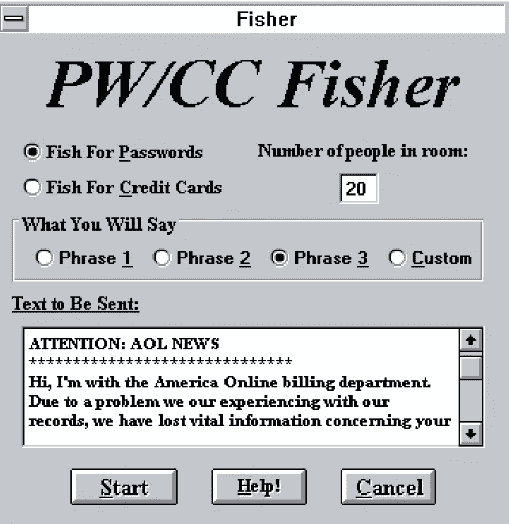 Fisher
PW/CC Fisher
Fish For Passwords
Number of people in room:
Fish For Credit Cards
20
What You Will Say
Phrase 1 Phrase 2 Phrase 3 Custom
Text to Be Sent:
ATTENTION: AOL NEWS
*****************************
Hi, I'm with the America Online billing department.
Due to a problem we our experiencing with our
records, we have lost vital information concerning your
Start Help! Cancel